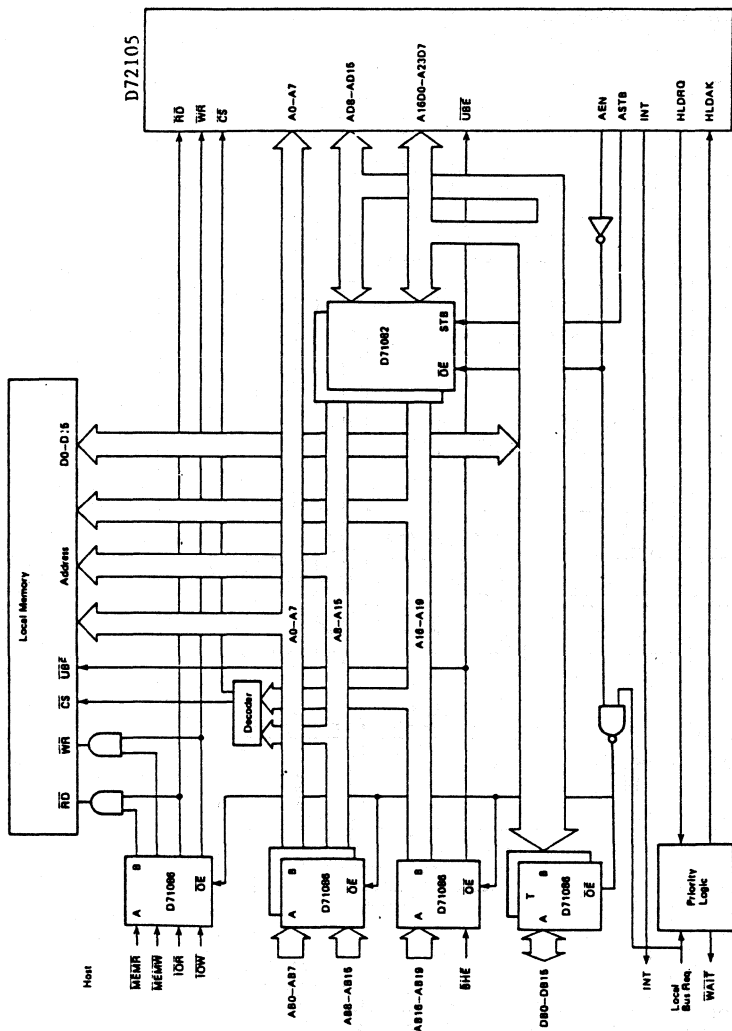 D72105
RD
WR
CS
A0-A7
AD8-AD15
A16D0-A23D7
UBE
AEN
ASTB
INT
HLDRQ
HLDAK
D71082
OE
STB
Local Memory
RD
WR
CS
UBE
Address
D0-D15
Decoder
A0-A7
A8-A15
A16-A19
Host
MEMR
MEMW
IOR
IOW
A
B
D71086
OE
AB0-AB7
AB8-AB15
A
B
D71086
OE
AB16-AB19
BHE
A
B
D71086
OE
DB0-DB15
A
T
B
D71086
OE
INT
Local
Bus Req.
WAIT
Priority
Logic